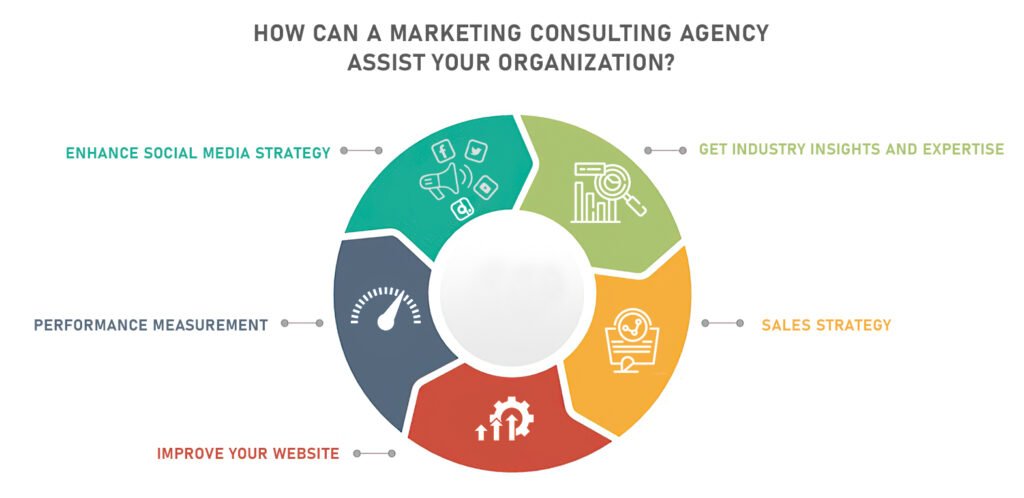 HOW CAN A MARKETING CONSULTING AGENCY
ASSIST YOUR ORGANIZATION?
ENHANCE SOCIAL MEDIA STRATEGY
GET INDUSTRY INSIGHTS AND EXPERTISE
PERFORMANCE MEASUREMENT
SALES STRATEGY
IMPROVE YOUR WEBSITE